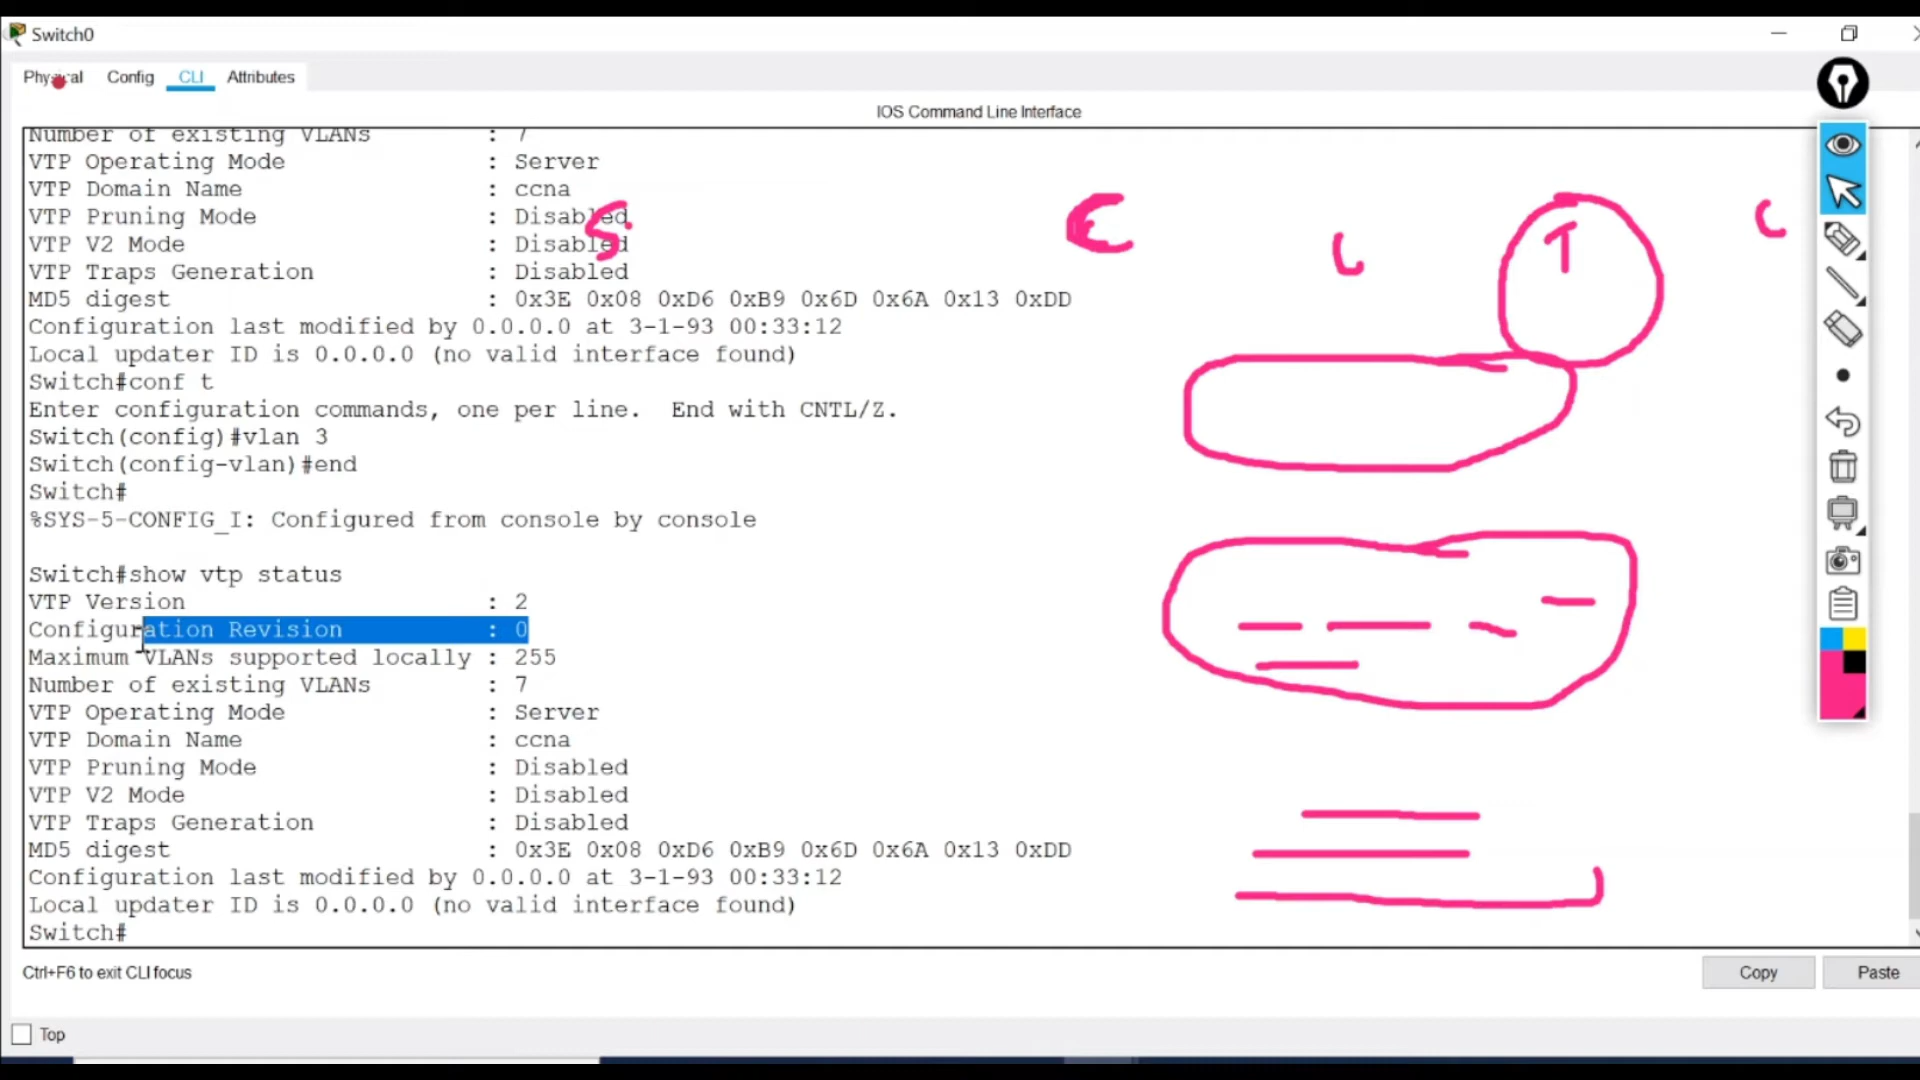 Switch0
Physical Config CLI Attributes
IOS Command Line Interface
Number of existing VLANs : 7
VTP Operating Mode : Server
VTP Domain Name : ccna
VTP Pruning Mode : Disabled
VTP V2 Mode : Disabled
VTP Traps Generation : Disabled
MD5 digest : 0x3E 0x08 0xD6 0xB9 0x6D 0x6A 0x13 0xDD
Configuration last modified by 0.0.0.0 at 3-1-93 00:33:12
Local updater ID is 0.0.0.0 (no valid interface found)
Switch#conf t
Enter configuration commands, one per line. End with CNTL/Z.
Switch(config)#vlan 3
Switch(config-vlan)#end
Switch#
%SYS-5-CONFIG_I: Configured from console by console
Switch#show vtp status
VTP Version : 2
Configuration Revision : 0
Maximum VLANs supported locally : 255
Number of existing VLANs : 7
VTP Operating Mode : Server
VTP Domain Name : ccna
VTP Pruning Mode : Disabled
VTP V2 Mode : Disabled
VTP Traps Generation : Disabled
MD5 digest : 0x3E 0x08 0xD6 0xB9 0x6D 0x6A 0x13 0xDD
Configuration last modified by 0.0.0.0 at 3-1-93 00:33:12
Local updater ID is 0.0.0.0 (no valid interface found)
Switch#
S C T C
Ctrl+F6 to exit CLI focus
Copy Paste
Top